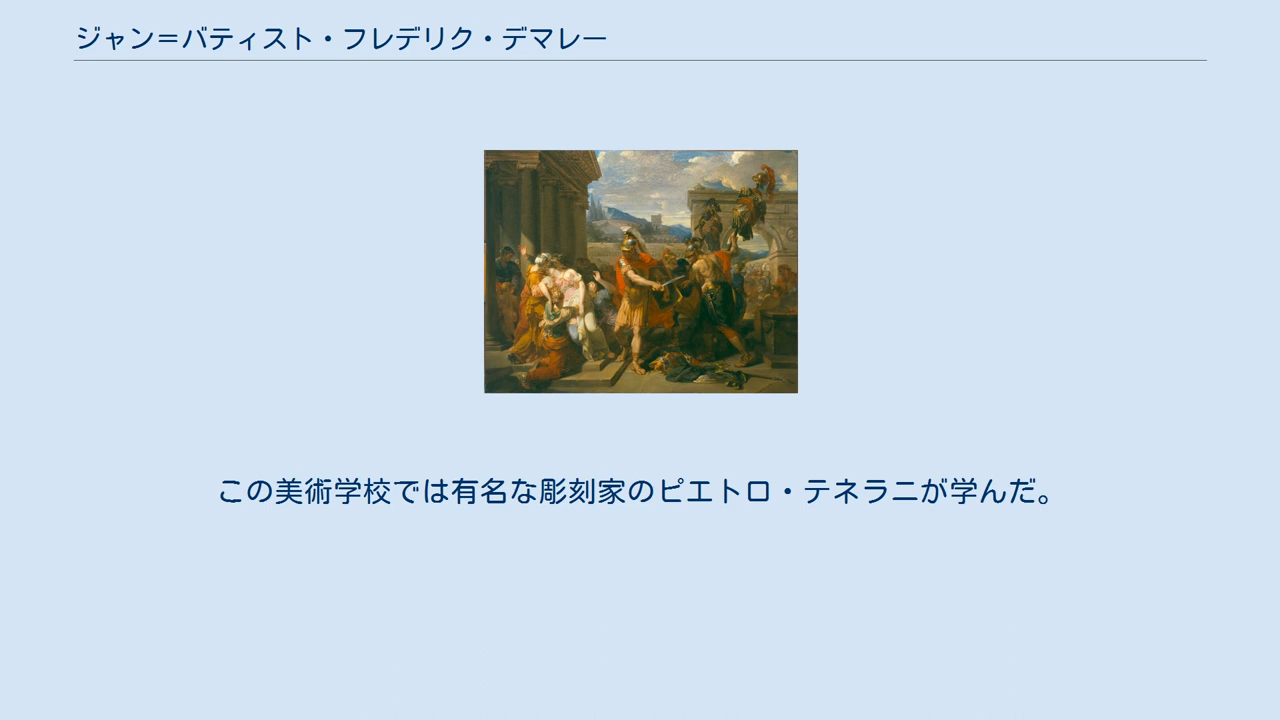 ジャン＝バティスト・フレデリク・デマレー
この美術学校では有名な彫刻家のピエトロ・テネラニが学んだ。